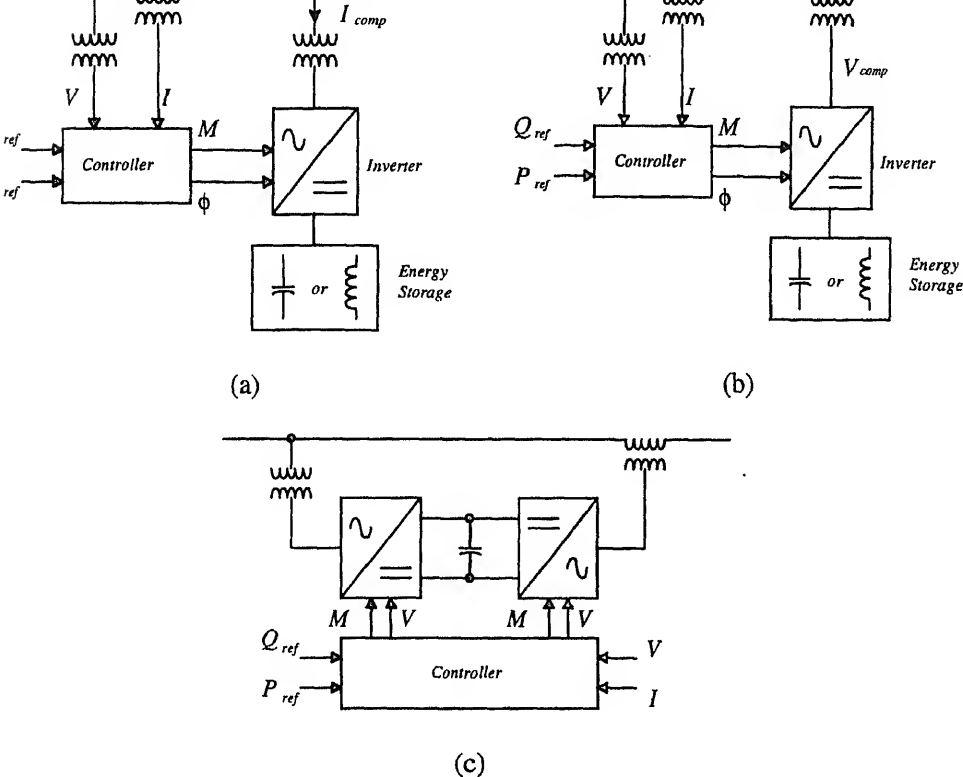 I comp
V
I
M
ref
Controller
Inverter
ref
ϕ
Energy
or
Storage
(a)
V comp
V
I
M
Q ref
Controller
Inverter
P ref
ϕ
Energy
or
Storage
(b)
M
V
M
V
Q ref
V
Controller
P ref
I
(c)